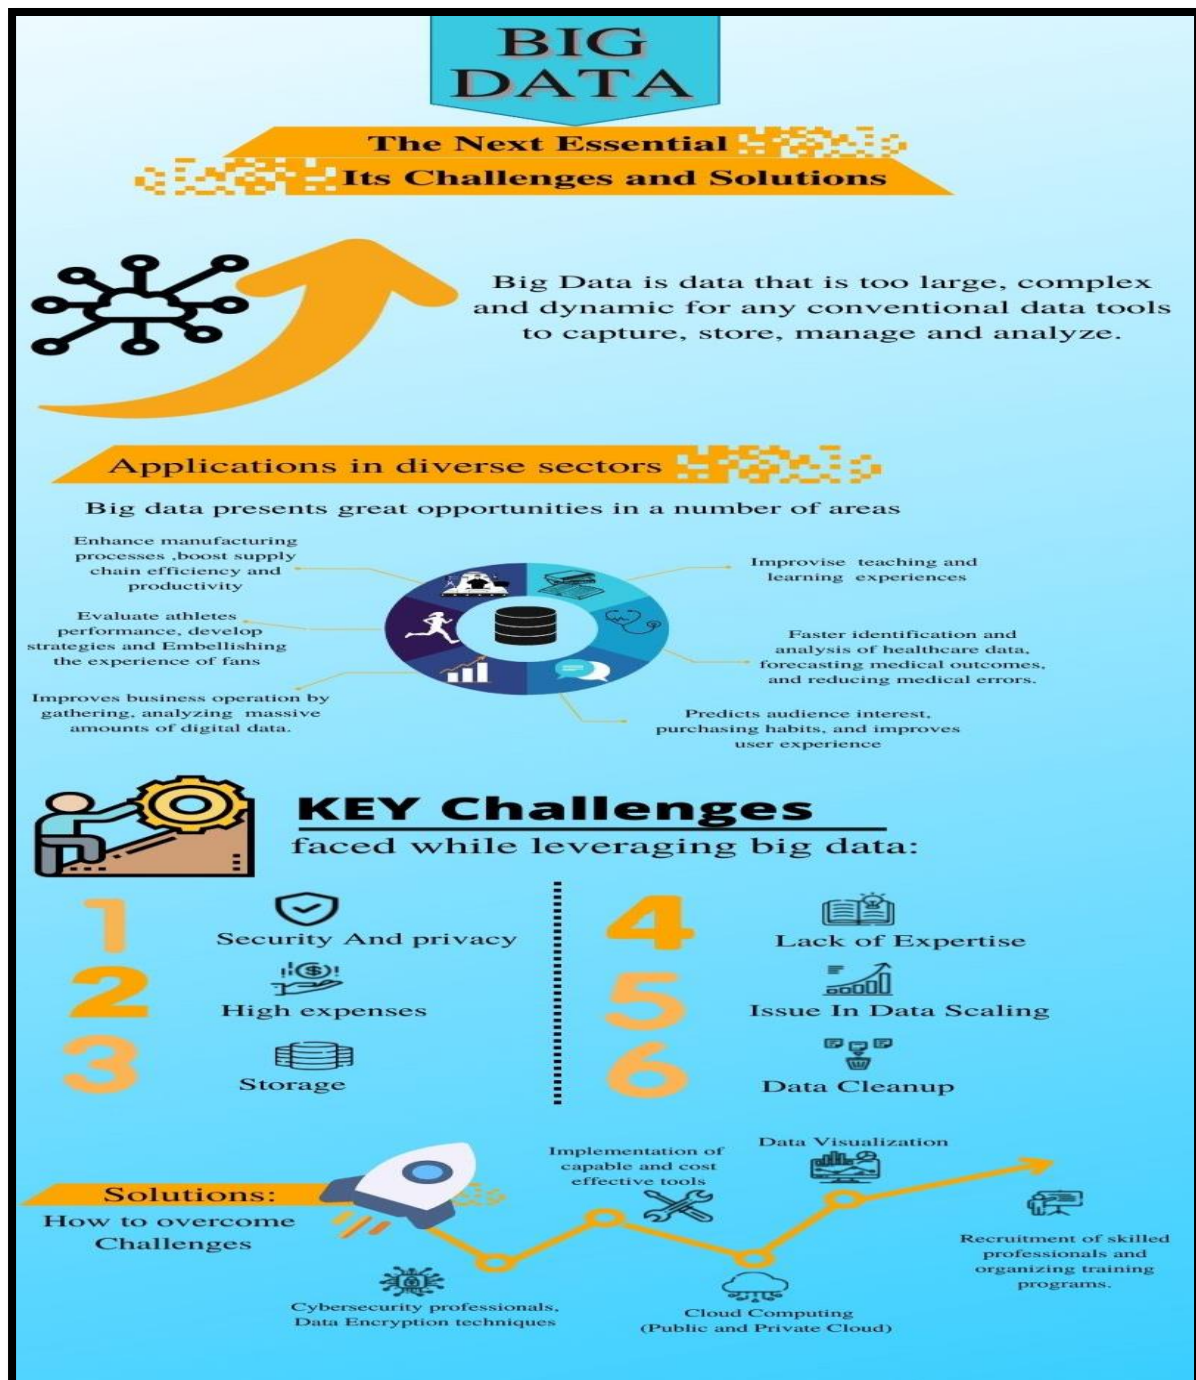 BIG
DATA
The Next Essential
Its Challenges and Solutions
Big Data is data that is too large, complex
and dynamic for any conventional data tools
to capture, store, manage and analyze.
Applications in diverse sectors
Big data presents great opportunities in a number of areas
Enhance manufacturing
processes ,boost supply
chain efficiency and
productivity
Evaluate athletes
performance, develop
strategies and Embellishing
the experience of fans
Improves business operation by
gathering, analyzing massive
amounts of digital data.
Improvise teaching and
learning experiences
Faster identification and
analysis of healthcare data,
forecasting medical outcomes,
and reducing medical errors.
Predicts audience interest,
purchasing habits, and improves
user experience
KEY Challenges
faced while leveraging big data:
1
Security And privacy
2
High expenses
3
Storage
4
Lack of Expertise
5
Issue In Data Scaling
6
Data Cleanup
Solutions:
How to overcome
Challenges
Cybersecurity professionals,
Data Encryption techniques
Implementation of
capable and cost
effective tools
Cloud Computing
(Public and Private Cloud)
Data Visualization
Recruitment of skilled
professionals and
organizing training
programs.